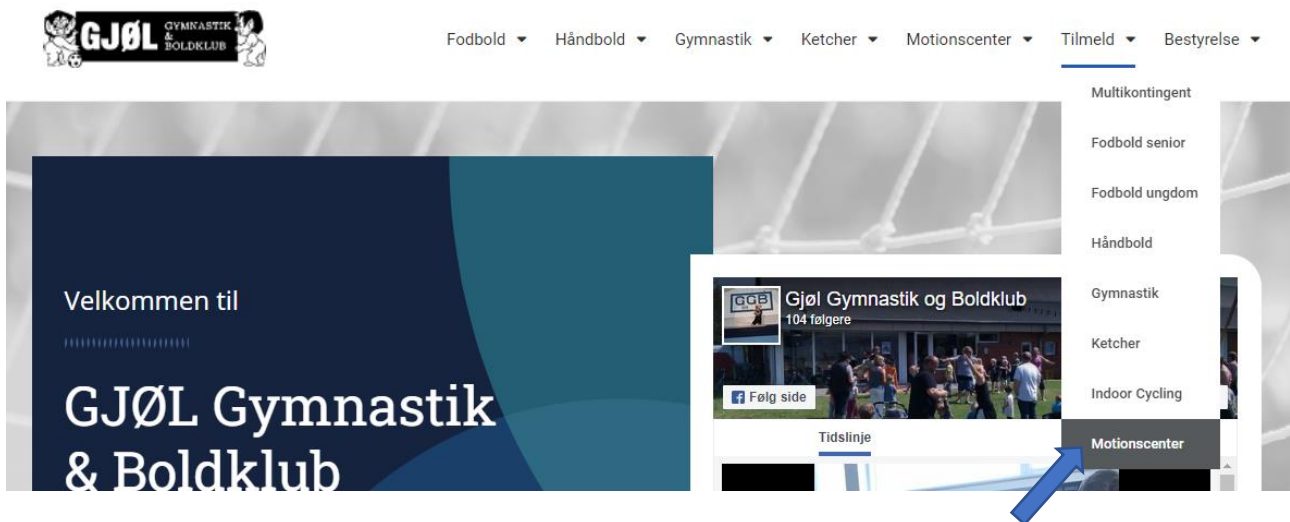 GJØL GYMNASTIK & BOLDKLUB
Fodbold Håndbold Gymnastik Ketcher Motionscenter Tilmeld Bestyrelse
Multikontingent
Fodbold senior
Fodbold ungdom
Håndbold
Gymnastik
Ketcher
Indoor Cycling
Motionscenter
Velkommen til
GJØL Gymnastik
& Boldklub
GGB
Gjøl Gymnastik og Boldklub
104 følgere
Følg side
Tidslinje